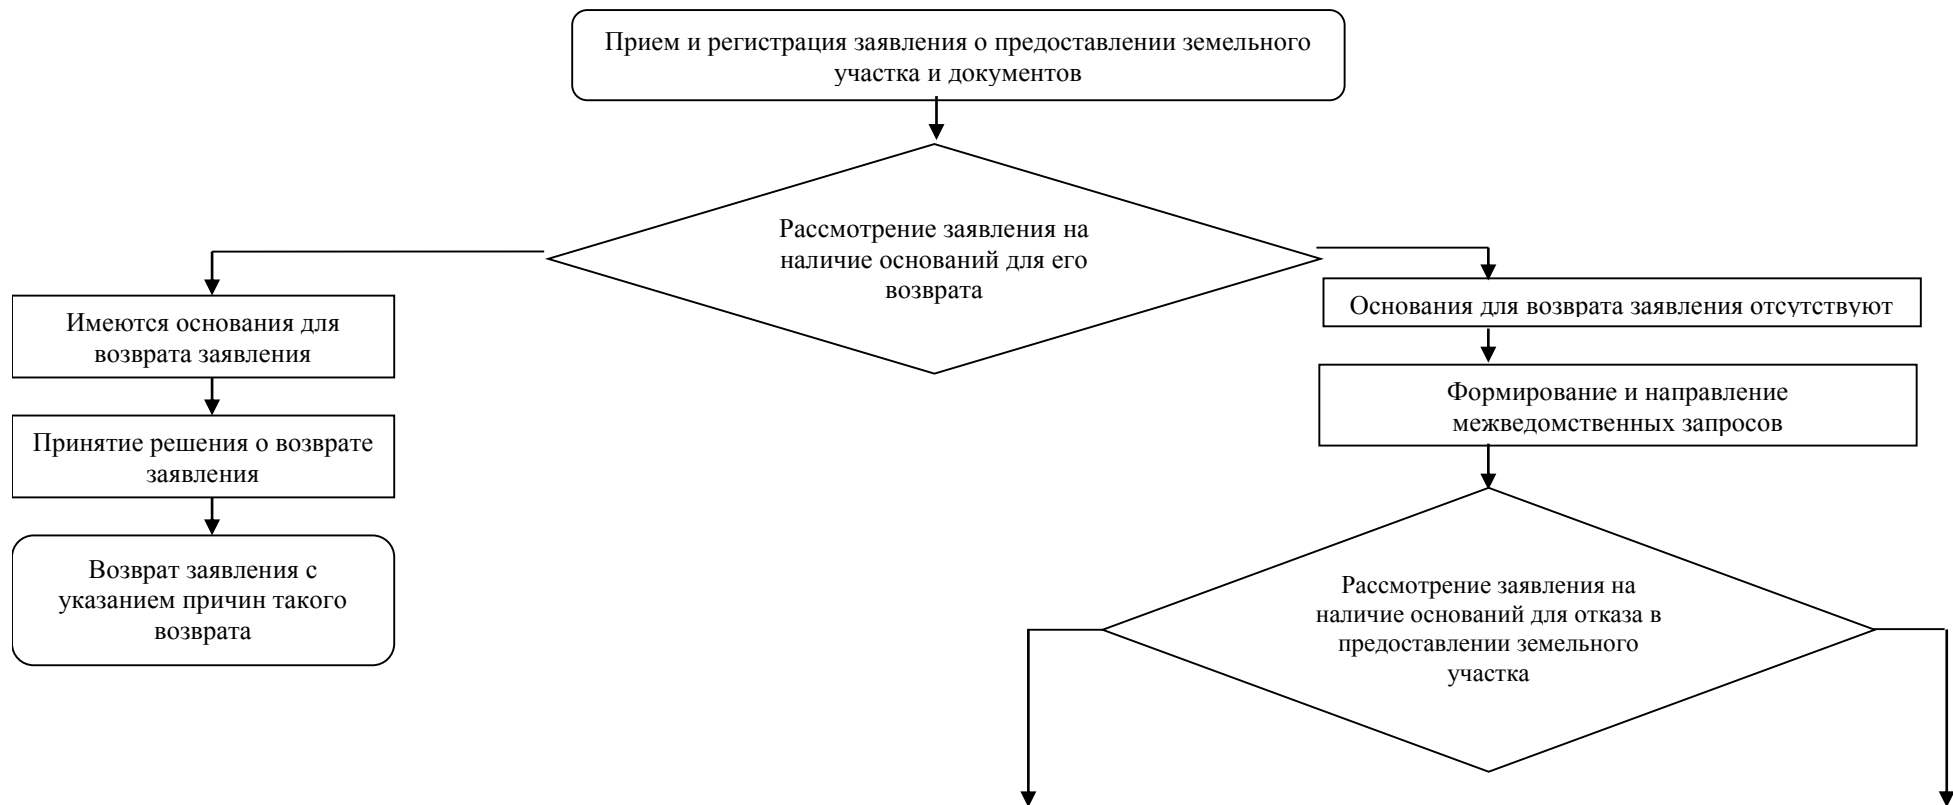 Прием и регистрация заявления о предоставлении земельного
участка и документов
Рассмотрение заявления на
наличие оснований для его
возврата
Имеются основания для
возврата заявления
Основания для возврата заявления отсутствуют
Принятие решения о возврате
заявления
Формирование и направление
межведомственных запросов
Возврат заявления с
указанием причин такого
возврата
Рассмотрение заявления на
наличие оснований для отказа в
предоставлении земельного
участка